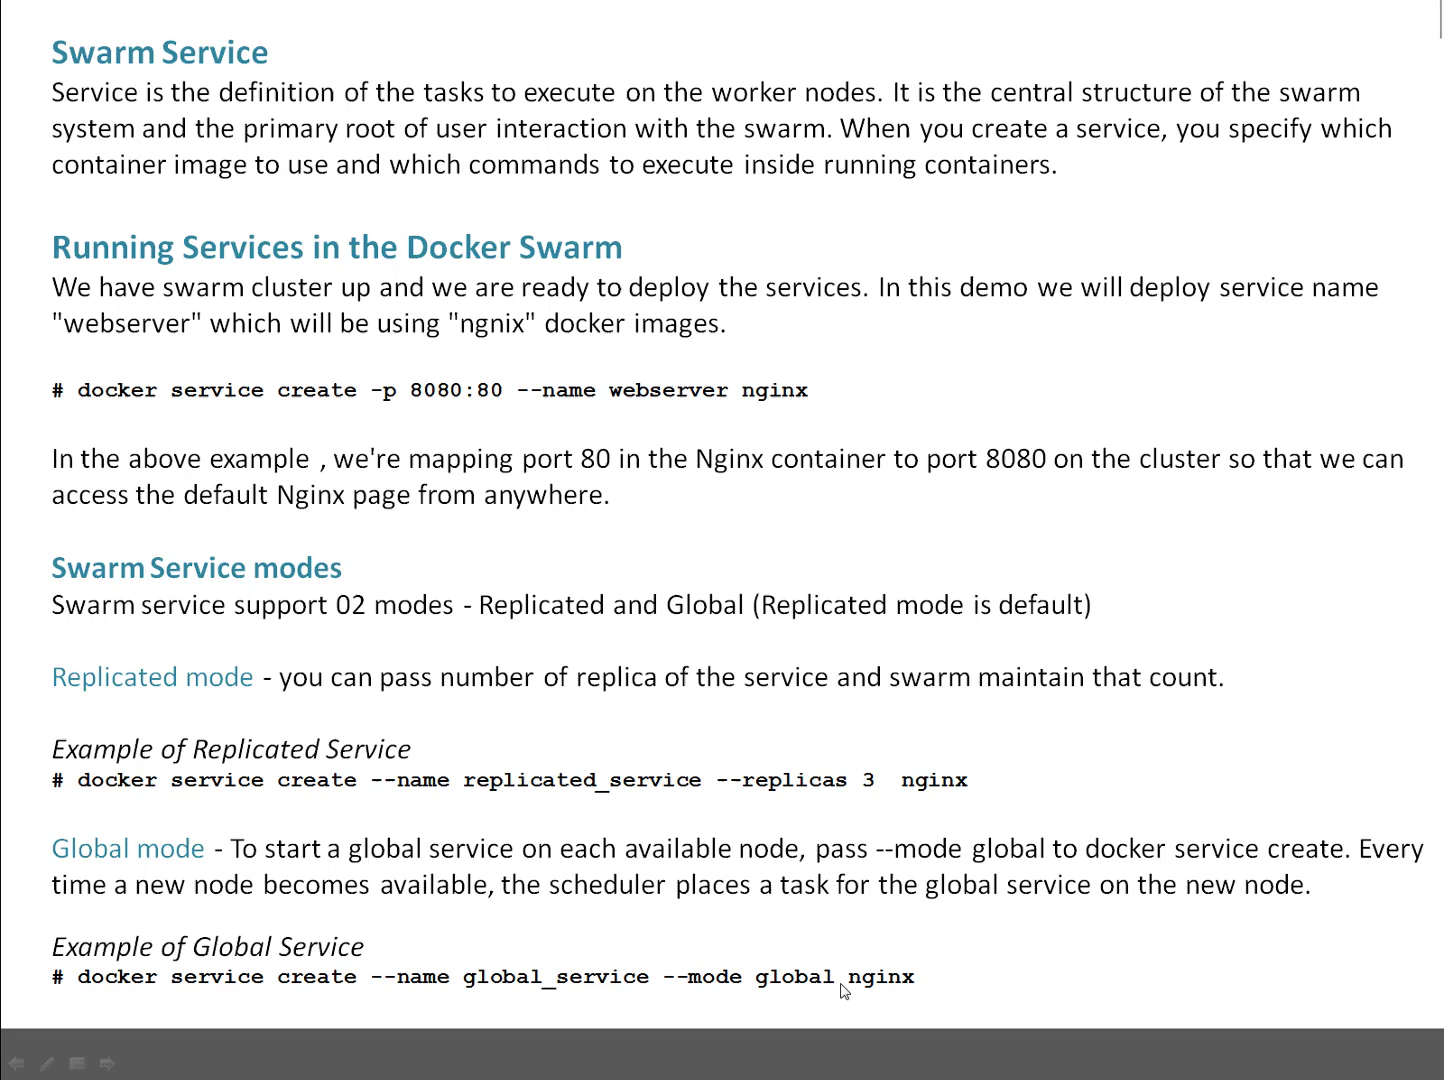 Swarm Service
Service is the definition of the tasks to execute on the worker nodes. It is the central structure of the swarm
system and the primary root of user interaction with the swarm. When you create a service, you specify which
container image to use and which commands to execute inside running containers.
Running Services in the Docker Swarm
We have swarm cluster up and we are ready to deploy the services. In this demo we will deploy service name
"webserver" which will be using "ngnix" docker images.
# docker service create -p 8080:80 --name webserver nginx
In the above example , we're mapping port 80 in the Nginx container to port 8080 on the cluster so that we can
access the default Nginx page from anywhere.
Swarm Service modes
Swarm service support 02 modes - Replicated and Global (Replicated mode is default)
Replicated mode - you can pass number of replica of the service and swarm maintain that count.
Example of Replicated Service
# docker service create --name replicated_service --replicas 3  nginx
Global mode - To start a global service on each available node, pass --mode global to docker service create. Every
time a new node becomes available, the scheduler places a task for the global service on the new node.
Example of Global Service
# docker service create --name global_service --mode global nginx